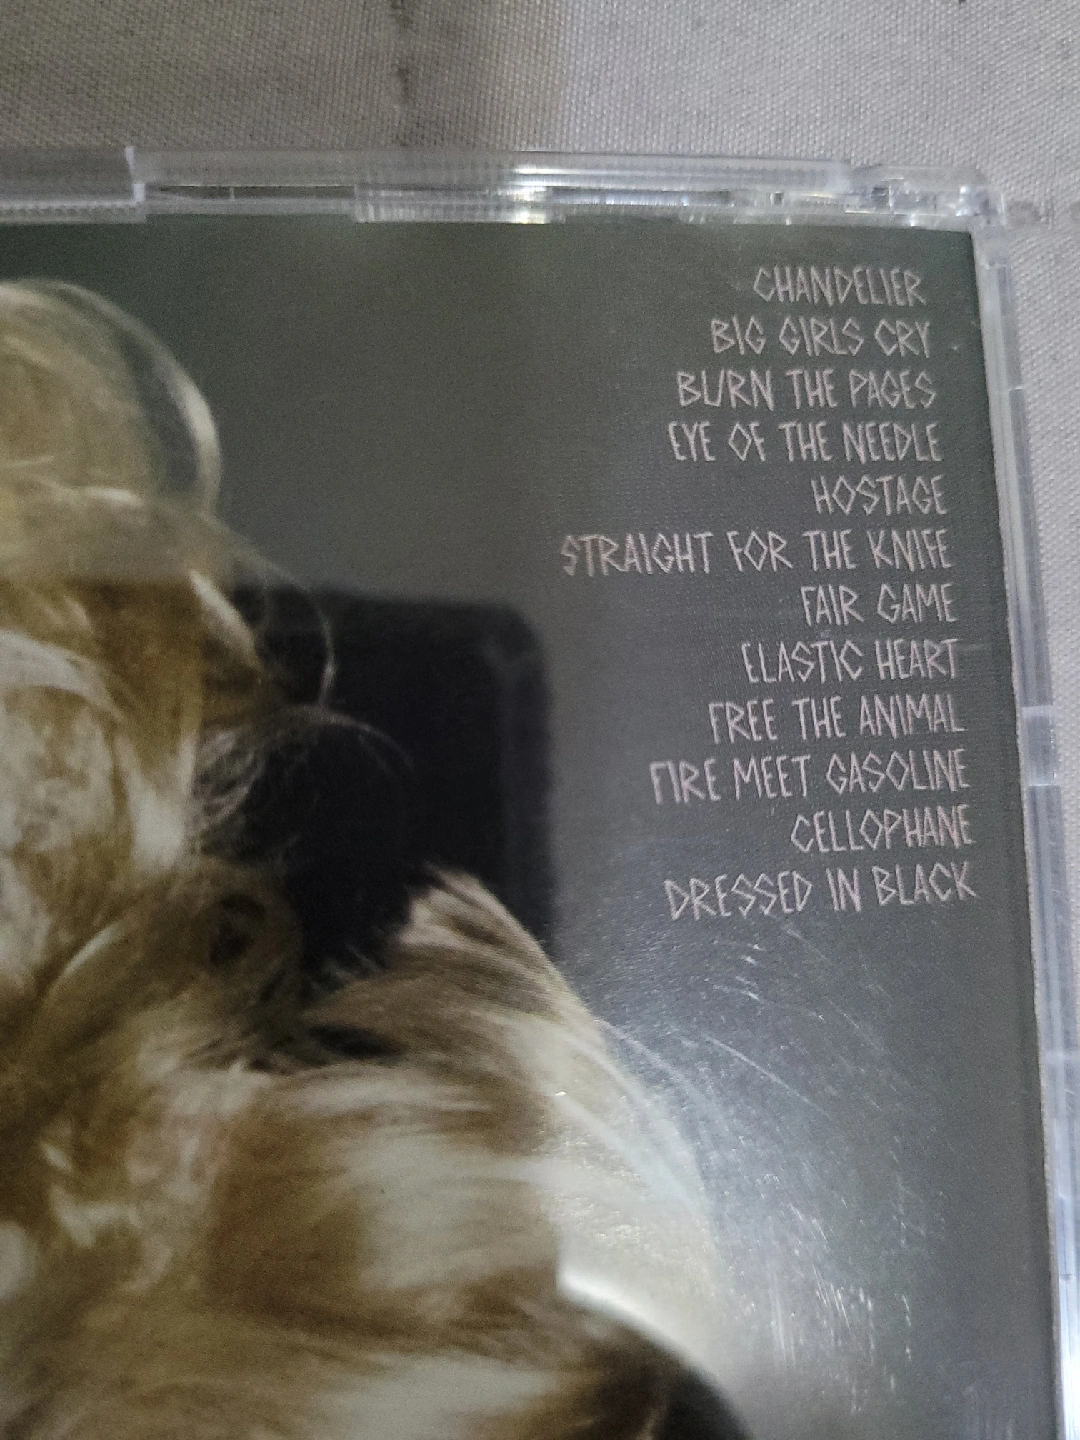 CHANDELIER
BIG GIRLS CRY
BURN THE PAGES
EYE OF THE NEEDLE
HOSTAGE
STRAIGHT FOR THE KNIFE
FAIR GAME
ELASTIC HEART
FREE THE ANIMAL
FIRE MEET GASOLINE
CELLOPHANE
DRESSED IN BLACK